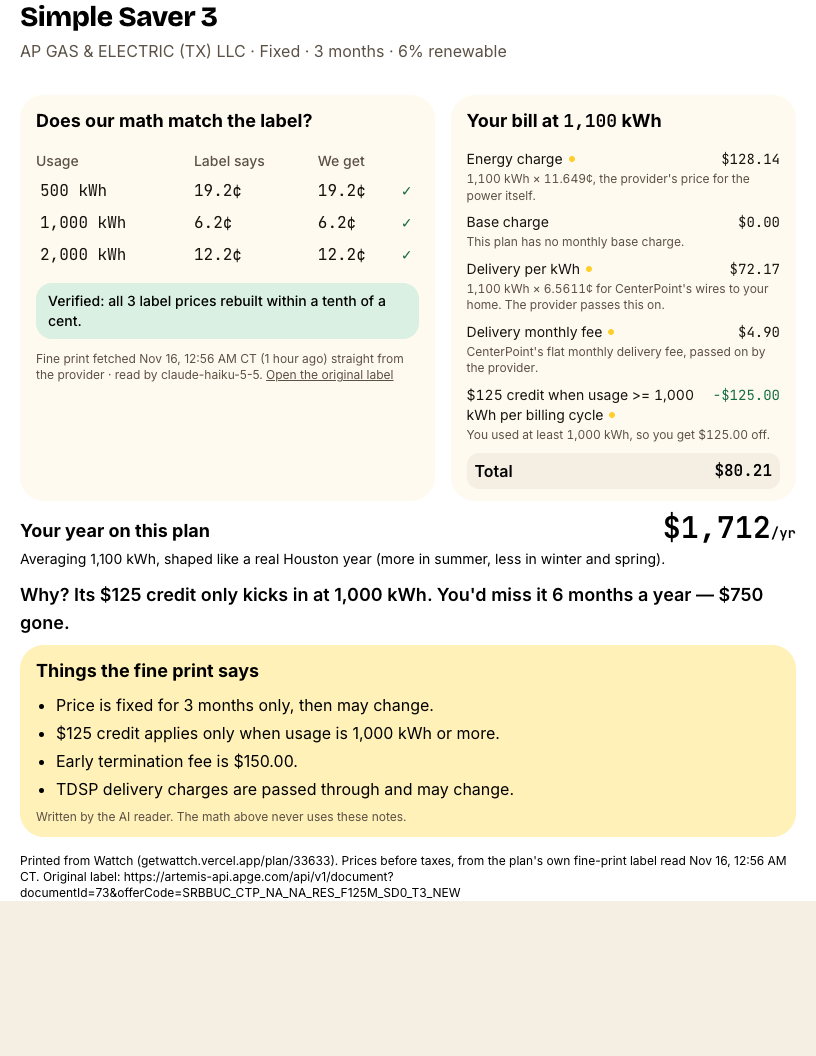 Simple Saver 3
AP GAS & ELECTRIC (TX) LLC · Fixed · 3 months · 6% renewable
Does our math match the label?
Usage Label says We get
500 kWh 19.2¢ 19.2¢ ✓
1,000 kWh 6.2¢ 6.2¢ ✓
2,000 kWh 12.2¢ 12.2¢ ✓
Verified: all 3 label prices rebuilt within a tenth of a
cent.
Fine print fetched Nov 16, 12:56 AM CT (1 hour ago) straight from
the provider · read by claude-haiku-5-5. Open the original label
Your bill at 1,100 kWh
Energy charge $128.14
1,100 kWh × 11.649¢, the provider's price for the
power itself.
Base charge $0.00
This plan has no monthly base charge.
Delivery per kWh $72.17
1,100 kWh × 6.5611¢ for CenterPoint's wires to your
home. The provider passes this on.
Delivery monthly fee $4.90
CenterPoint's flat monthly delivery fee, passed on by
the provider.
$125 credit when usage >= 1,000 -$125.00
kWh per billing cycle
You used at least 1,000 kWh, so you get $125.00 off.
Total $80.21
Your year on this plan $1,712/yr
Averaging 1,100 kWh, shaped like a real Houston year (more in summer, less in winter and spring).
Why? Its $125 credit only kicks in at 1,000 kWh. You'd miss it 6 months a year — $750
gone.
Things the fine print says
• Price is fixed for 3 months only, then may change.
• $125 credit applies only when usage is 1,000 kWh or more.
• Early termination fee is $150.00.
• TDSP delivery charges are passed through and may change.
Written by the AI reader. The math above never uses these notes.
Printed from Wattch (getwattch.vercel.app/plan/33633). Prices before taxes, from the plan's own fine-print label read Nov 16, 12:56 AM
CT. Original label: https://artemis-api.apge.com/api/v1/document?
documentId=73&offerCode=SRBBUC_CTP_NA_NA_RES_F125M_SD0_T3_NEW